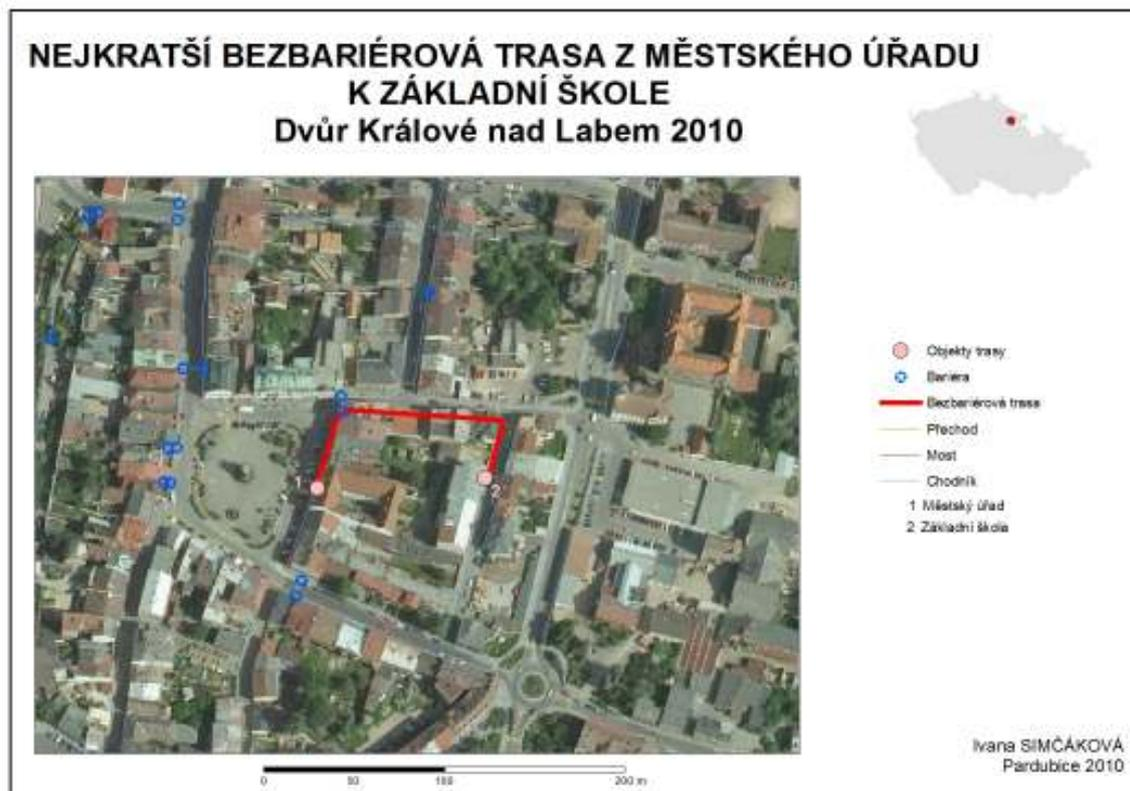 NEJKRATŠÍ BEZBARIÉROVÁ TRASA Z MĚSTSKÉHO ÚŘADU
K ZÁKLADNÍ ŠKOLE
Dvůr Králové nad Labem 2010
Objekty trasy
Bariéra
Bezbariérová trasa
Přechod
Most
Chodník
1 Městský úřad
2 Základní škola
1
2
0 50 100 200 m
Ivana SIMČÁKOVÁ
Pardubice 2010